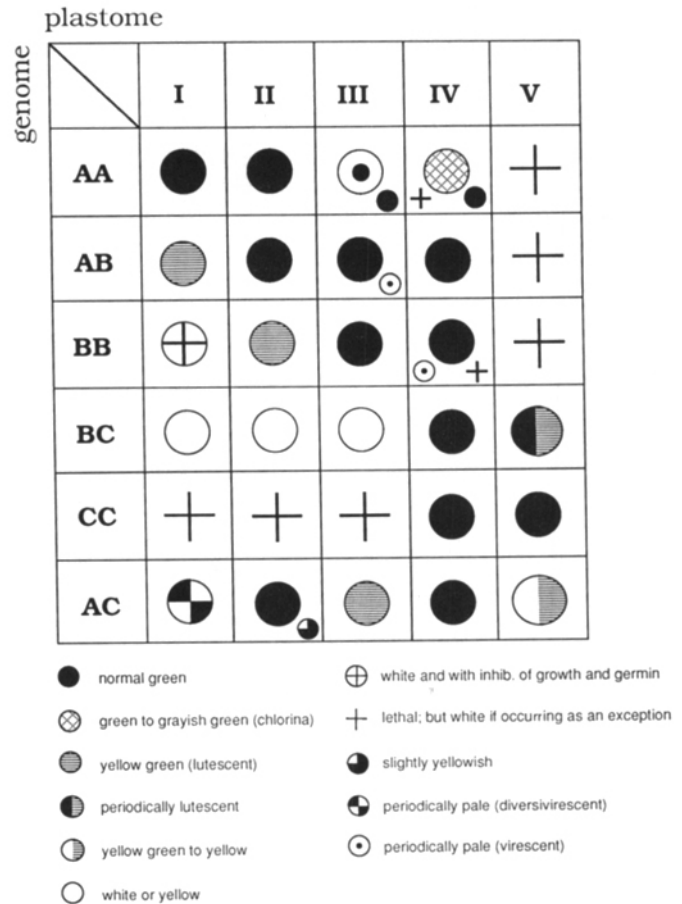 plastome
genome
I II III IV V
AA
AB
BB
BC
CC
AC
normal green
green to grayish green (chlorina)
yellow green (lutescent)
periodically lutescent
yellow green to yellow
white or yellow
white and with inhib. of growth and germin
lethal; but white if occurring as an exception
slightly yellowish
periodically pale (diversivirescent)
periodically pale (virescent)